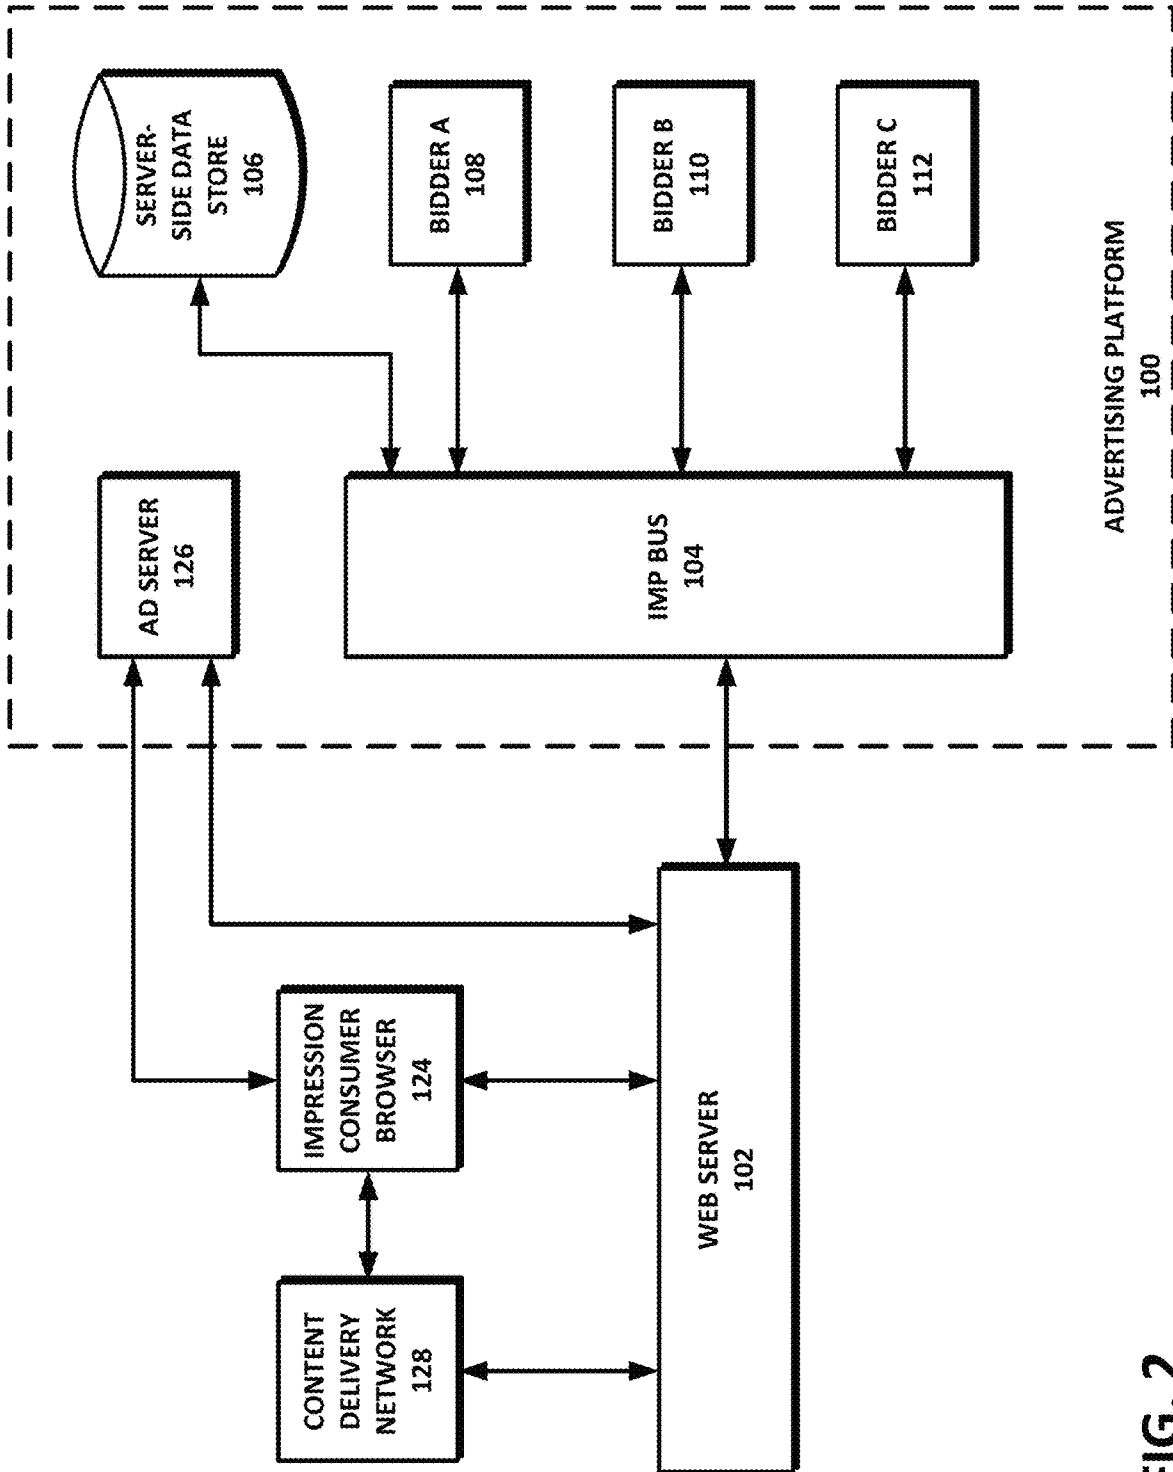 CONTENT
DELIVERY
NETWORK
128
IMPRESSION
CONSUMER
BROWSER
124
WEB SERVER
102
AD SERVER
126
IMP BUS
104
SERVER-
SIDE DATA
STORE
106
BIDDER A
108
BIDDER B
110
BIDDER C
112
ADVERTISING PLATFORM
100
FIG. 2